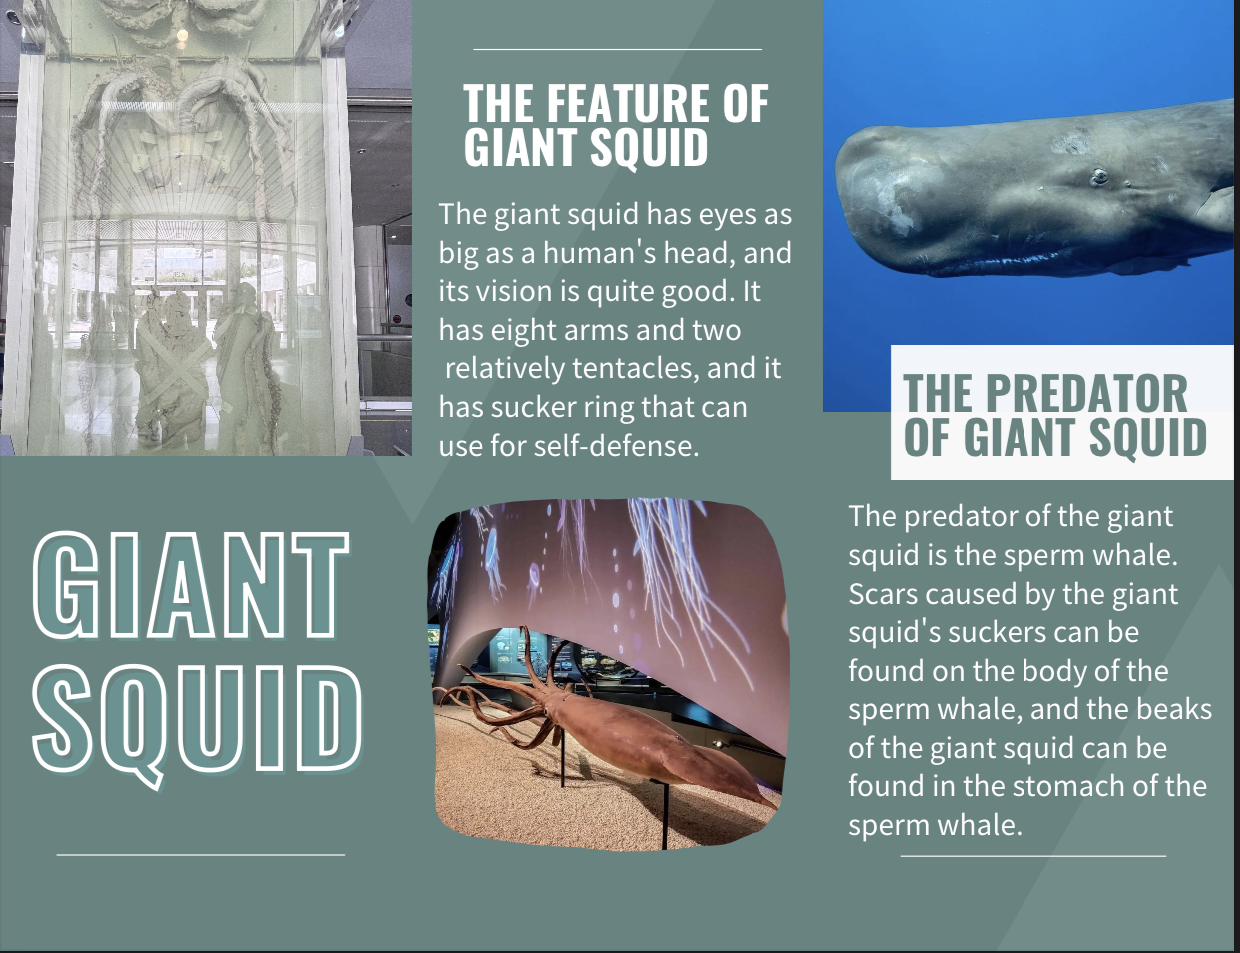 GIANT
SQUID
THE FEATURE OF
GIANT SQUID
The giant squid has eyes as
big as a human's head, and
its vision is quite good. It
has eight arms and two
relatively tentacles, and it
has sucker ring that can
use for self-defense.
THE PREDATOR
OF GIANT SQUID
The predator of the giant
squid is the sperm whale.
Scars caused by the giant
squid's suckers can be
found on the body of the
sperm whale, and the beaks
of the giant squid can be
found in the stomach of the
sperm whale.